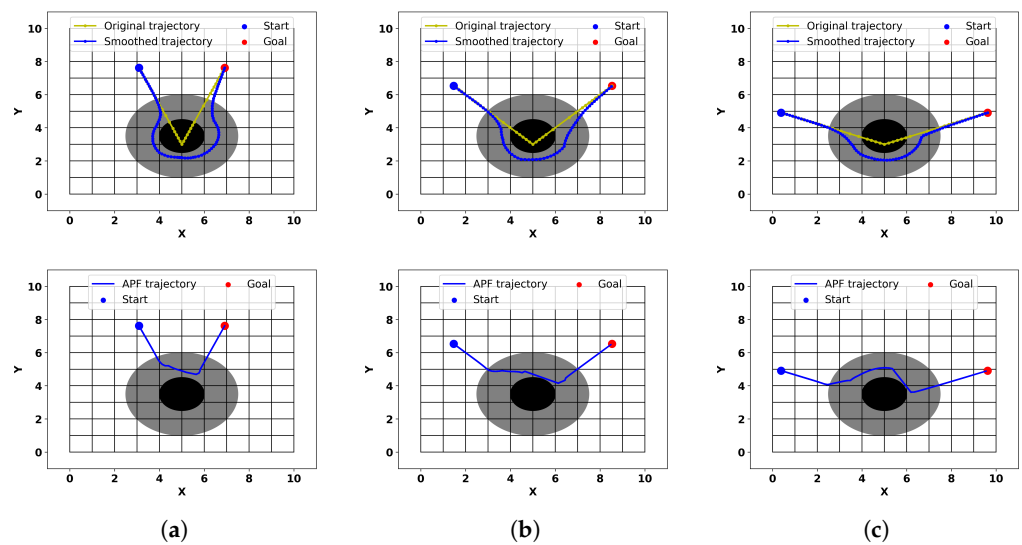 Original trajectory Start
Smoothed trajectory Goal
10
8
6
4
2
0
Y
0 2 4 6 8 10
X
Original trajectory Start
Smoothed trajectory Goal
10
8
6
4
2
0
Y
0 2 4 6 8 10
X
Original trajectory Start
Smoothed trajectory Goal
10
8
6
4
2
0
Y
0 2 4 6 8 10
X
APF trajectory Goal
Start
10
8
6
4
2
0
Y
0 2 4 6 8 10
X
(a)
APF trajectory Goal
Start
10
8
6
4
2
0
Y
0 2 4 6 8 10
X
(b)
APF trajectory Goal
Start
10
8
6
4
2
0
Y
0 2 4 6 8 10
X
(c)